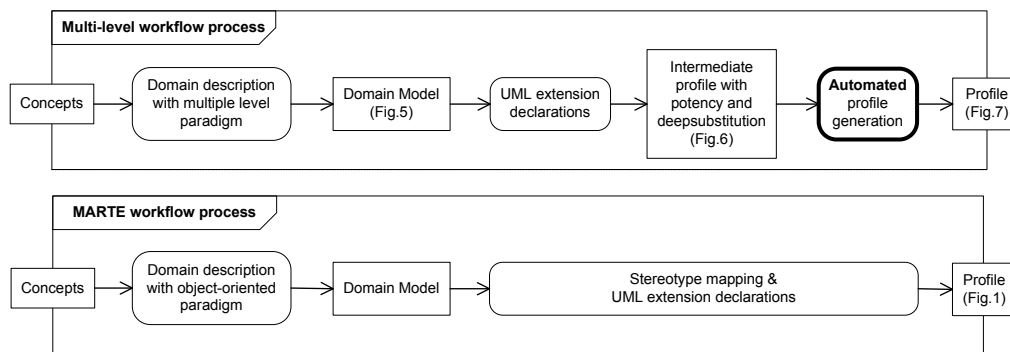 Multi-level workflow process
Concepts
Domain description
with multiple level
paradigm
Domain Model
(Fig.5)
UML extension
declarations
Intermediate
profile with
potency and
deepsubstitution
(Fig.6)
Automated
profile
generation
Profile
(Fig.7)
MARTE workflow process
Concepts
Domain description
with object-oriented
paradigm
Domain Model
Stereotype mapping &
UML extension declarations
Profile
(Fig.1)